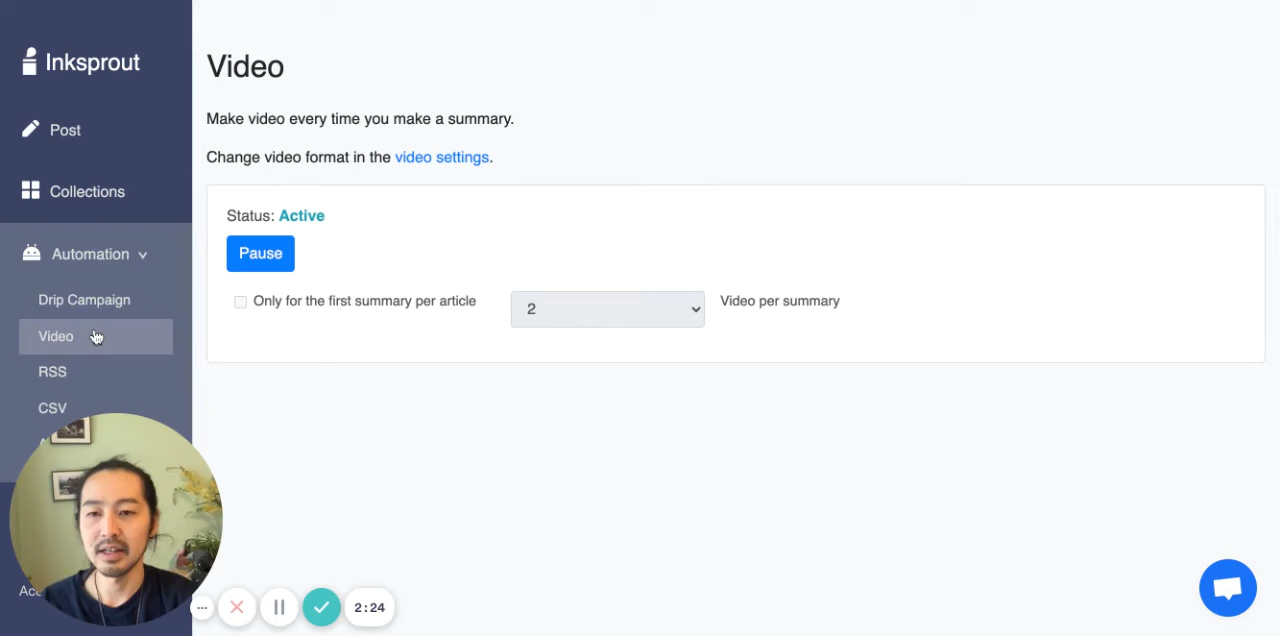 Inksprout
Post
Collections
Automation
Drip Campaign
Video
RSS
CSV
Video
Make video every time you make a summary.
Change video format in the video settings.
Status: Active
Pause
Only for the first summary per article
2
Video per summary
2:24